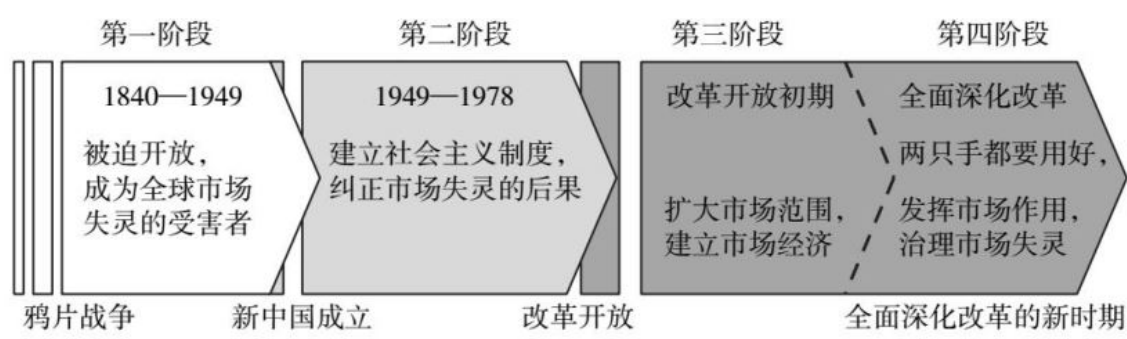 第一阶段
第二阶段
第三阶段
第四阶段
1840—1949
被迫开放，
成为全球市场
失灵的受害者
1949—1978
建立社会主义制度，
纠正市场失灵的后果
改革开放初期
扩大市场范围，
建立市场经济
全面深化改革
两只手都要用好，
发挥市场作用，
治理市场失灵
鸦片战争
新中国成立
改革开放
全面深化改革的新时期